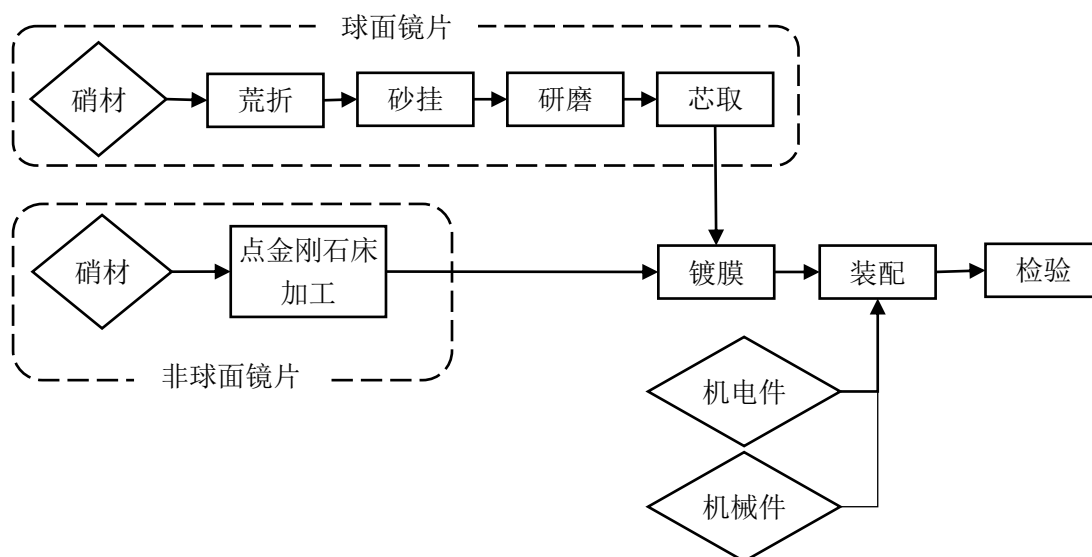 球面镜片
硝材
荒折
砂挂
研磨
芯取
硝材
点金刚石床
加工
镀膜
装配
检验
非球面镜片
机电件
机械件